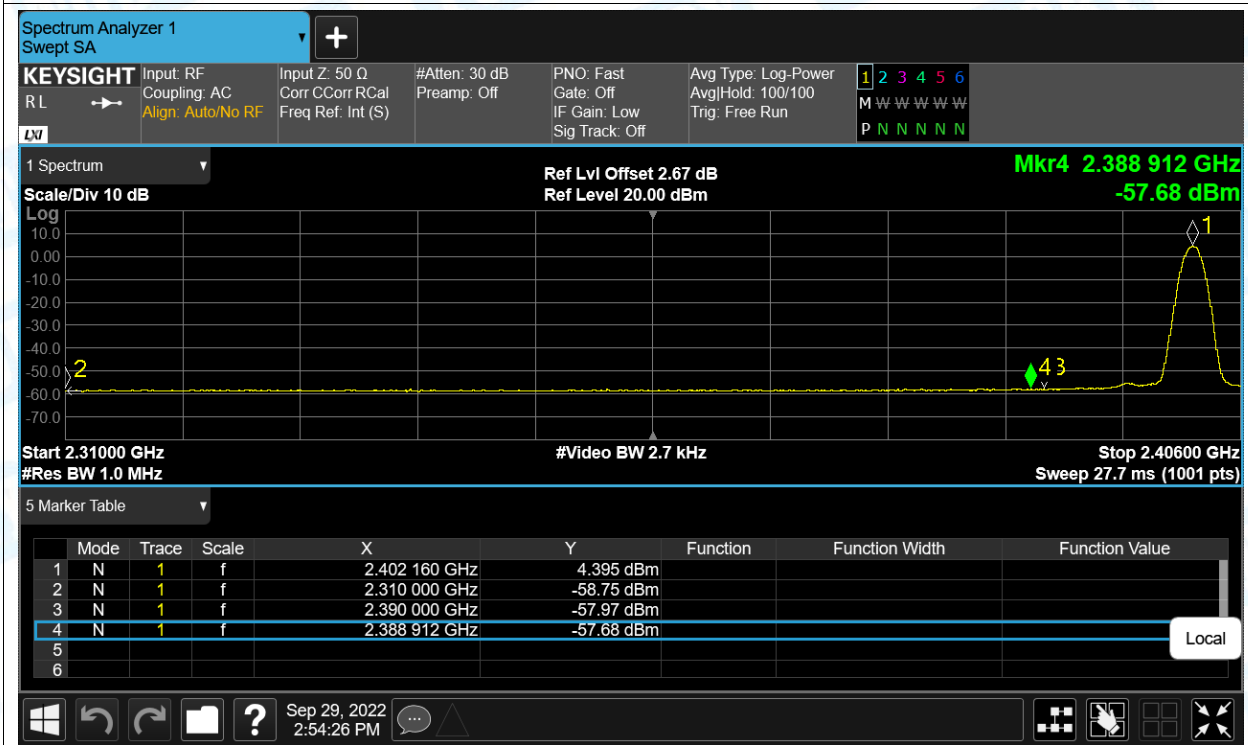 Spectrum Analyzer 1
Swept SA
+
KEYSIGHT Input: RF Input Z: 50 Ω #Atten: 30 dB PNO: Fast Avg Type: Log-Power 1 2 3 4 5 6
R L Coupling: AC Corr CCorr RCal Preamp: Off Gate: Off Avg|Hold: 100/100 M W W W W W
Align: Auto/No RF Freq Ref: Int (S) IF Gain: Low Trig: Free Run
LXI Sig Track: Off P N N N N N
1 Spectrum Ref Lvl Offset 2.67 dB Mkr4 2.388 912 GHz
Scale/Div 10 dB Ref Level 20.00 dBm -57.68 dBm
Log
10.0 1
0.00
-10.0
-20.0
-30.0
-40.0
-50.0 2 4 3
-60.0
-70.0
Start 2.31000 GHz #Video BW 2.7 kHz Stop 2.40600 GHz
#Res BW 1.0 MHz Sweep 27.7 ms (1001 pts)
5 Marker Table
Mode Trace Scale X Y Function Function Width Function Value
1 N 1 f 2.402 160 GHz 4.395 dBm
2 N 1 f 2.310 000 GHz -58.75 dBm
3 N 1 f 2.390 000 GHz -57.97 dBm
4 N 1 f 2.388 912 GHz -57.68 dBm
5
6
Local
? Sep 29, 2022
2:54:26 PM